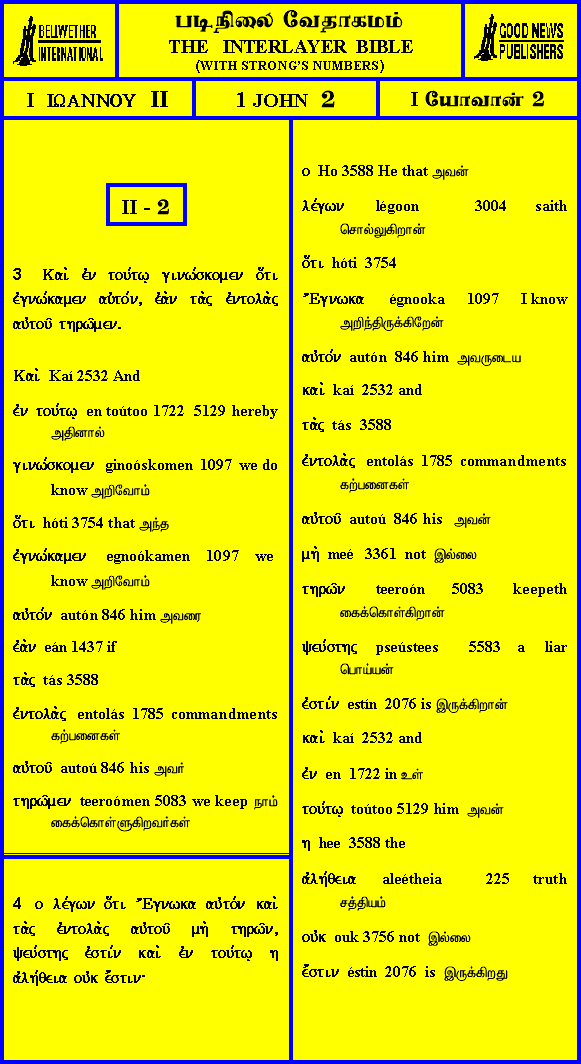 BELLWETHER
INTERNATIONAL
படிநிலை வேதாகமம்
THE INTERLAYER BIBLE
(WITH STRONG'S NUMBERS)
GOOD NEWS
PUBLISHERS
I ΙΩΑΝΝΟΥ II
1 JOHN 2
I யோவான் 2
II - 2
3 Καὶ ἐν τούτῳ γινώσκομεν ὅτι
ἐγνώκαμεν αὐτόν, ἐὰν τὰς ἐντολὰς
αὐτοῦ τηρῶμεν.
Καὶ Kaí 2532 And
ἐν τούτῳ en toútoo 1722 5129 hereby
அதினால்
γινώσκομεν ginoóskomen 1097 we do
know அறிவோம்
ὅτι hóti 3754 that அந்த
ἐγνώκαμεν egnoókamen 1097 we
know அறிவோம்
αὐτόν autón 846 him அவரை
ἐὰν eán 1437 if
τὰς tás 3588
ἐντολὰς entolás 1785 commandments
கற்பனைகள்
αὐτοῦ autoú 846 his அவர்
τηρῶμεν teeroómen 5083 we keep நாம்
கைக்கொள்ளுகிறவர்கள்
4 ο λέγων ὅτι Ἔγνωκα αὐτόν καὶ
τὰς ἐντολὰς αὐτοῦ μὴ τηρῶν,
ψεύστης ἐστίν καὶ ἐν τούτῳ η
ἀλήθεια οὐκ ἔστιν·
ο Ho 3588 He that அவன்
λέγων légoon 3004 saith
சொல்லுகிறான்
ὅτι hóti 3754
Ἔγνωκα égnooka 1097 I know
அறிந்திருக்கிறேன்
αὐτόν autón 846 him அவருடைய
καὶ kaí 2532 and
τὰς tás 3588
ἐντολὰς entolás 1785 commandments
கற்பனைகள்
αὐτοῦ autoú 846 his அவன்
μὴ meé 3361 not இல்லை
τηρῶν teeroón 5083 keepeth
கைக்கொள்கிறான்
ψεύστης pseústees 5583 a liar
பொய்யன்
ἐστίν estín 2076 is இருக்கிறான்
καὶ kaí 2532 and
ἐν en 1722 in உள்
τούτῳ toútoo 5129 him அவன்
η hee 3588 the
ἀλήθεια aleétheia 225 truth
சத்தியம்
οὐκ ouk 3756 not இல்லை
ἔστιν éstin 2076 is இருக்கிறது